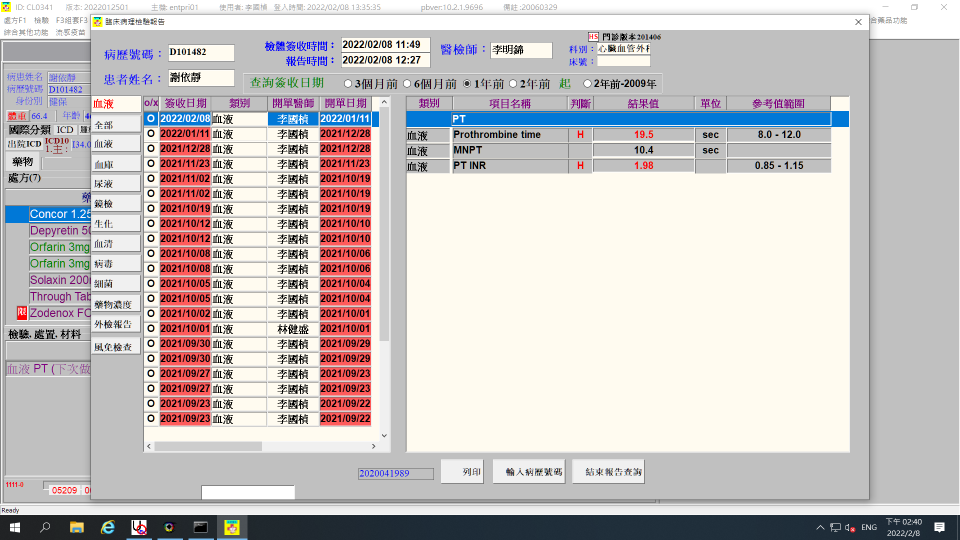 ID: CL0341 版本: 2022012501 主檔: entpri01 使用者: 李國楨 登入時間: 2022/02/08 13:35:35 pbver:10.2.1.9696 備註:20060329
處方F1 檢驗 F3組套F3
綜合其他功能 流感疫苗
臨床病理檢驗報告
病歷號碼: D101482
檢體簽收時間: 2022/02/08 11:49
報告時間: 2022/02/08 12:27
醫檢師: 李明錦
HS 門診版本201406
科別: 心臟血管外科
床號:
患者姓名: 謝依靜
查詢簽收日期 3個月前 6個月前 1年前 2年前 起 2年前-2009年
病患姓名 謝依靜
病歷號碼 D101482
身份別 健保
體重 66.4 年齡
國際分類 ICD
出院ICD ICD10 1.主: I34.0
藥物
處方(7)
Concor 1.25
Depyretin 50
Orfarin 3mg
Orfarin 3mg
Solaxin 200
Through Tab
Zodenox FC
檢驗, 處置, 材料
血液 PT (下次做
1111-0
05209
血液
全部
血液
血庫
尿液
鏡檢
生化
血清
病毒
細菌
藥物濃度
外檢報告
風免檢查
o/x 簽收日期 類別 開單醫師 開單日期
O 2022/02/08 血液 李國楨 2022/01/11
O 2022/01/11 血液 李國楨 2021/12/28
O 2021/12/28 血液 李國楨 2021/12/28
O 2021/11/23 血液 李國楨 2021/11/23
O 2021/11/02 血液 李國楨 2021/10/19
O 2021/11/02 血液 李國楨 2021/10/19
O 2021/10/19 血液 李國楨 2021/10/19
O 2021/10/12 血液 李國楨 2021/10/10
O 2021/10/12 血液 李國楨 2021/10/10
O 2021/10/08 血液 李國楨 2021/10/06
O 2021/10/08 血液 李國楨 2021/10/06
O 2021/10/05 血液 李國楨 2021/10/04
O 2021/10/05 血液 李國楨 2021/10/04
O 2021/10/02 血液 李國楨 2021/10/01
O 2021/10/01 血液 林健盛 2021/10/01
O 2021/09/30 血液 李國楨 2021/09/29
O 2021/09/30 血液 李國楨 2021/09/29
O 2021/09/27 血液 李國楨 2021/09/23
O 2021/09/27 血液 李國楨 2021/09/23
O 2021/09/23 血液 李國楨 2021/09/22
O 2021/09/23 血液 李國楨 2021/09/22
類別 項目名稱 判斷 結果值 單位 參考值範圍
PT
血液 Prothrombine time H 19.5 sec 8.0 - 12.0
血液 MNPT 10.4 sec
血液 PT INR H 1.98 0.85 - 1.15
2020041989
列印
輸入病歷號碼
結束報告查詢
Ready
ENG
下午 02:40
2022/2/8